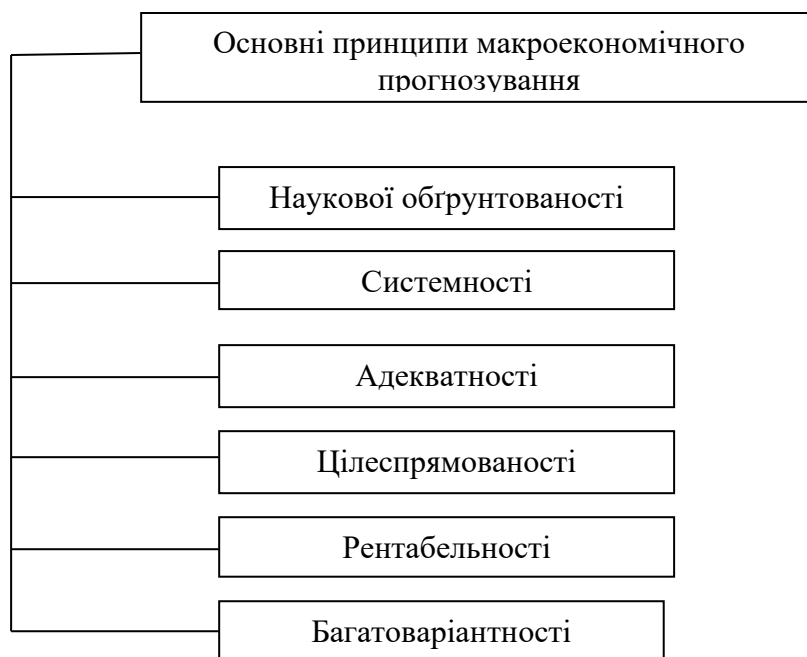 Основні принципи макроекономічного
прогнозування
Наукової обґрунтованості
Системності
Адекватності
Цілеспрямованості
Рентабельності
Багатоваріантності